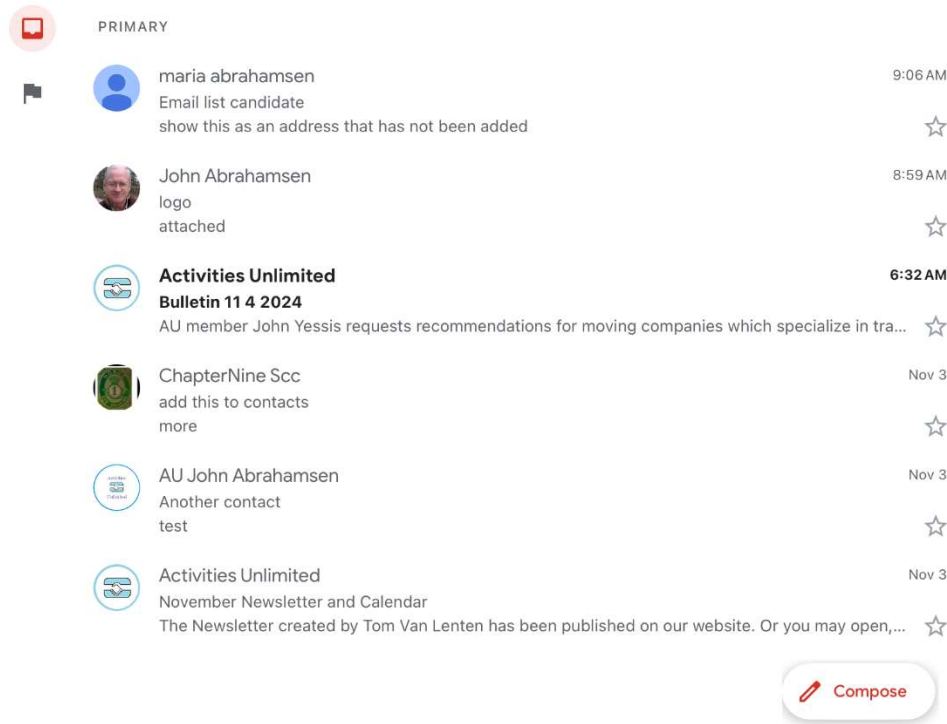 PRIMARY
maria abrahamsen
9:06 AM
Email list candidate
show this as an address that has not been added
John Abrahamsen
8:59 AM
logo
attached
Activities Unlimited
6:32 AM
Bulletin 11 4 2024
AU member John Yessis requests recommendations for moving companies which specialize in tra...
ChapterNine Scc
Nov 3
add this to contacts
more
AU John Abrahamsen
Nov 3
Another contact
test
Activities Unlimited
Nov 3
November Newsletter and Calendar
The Newsletter created by Tom Van Lenten has been published on our website. Or you may open,...
Compose